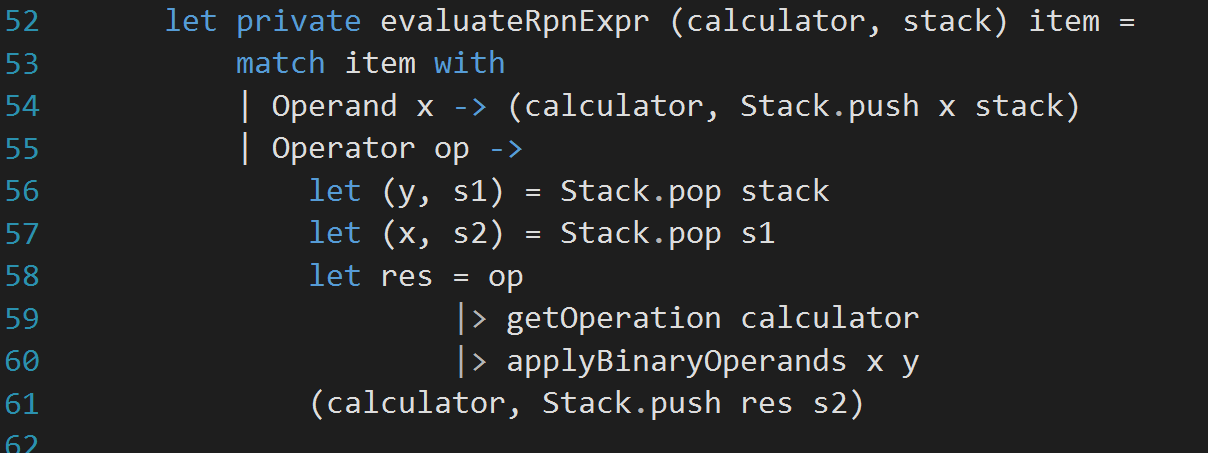 52 let private evaluateRpnExpr (calculator, stack) item =
53 match item with
54 | Operand x -> (calculator, Stack.push x stack)
55 | Operator op ->
56 let (y, s1) = Stack.pop stack
57 let (x, s2) = Stack.pop s1
58 let res = op
59 |> getOperation calculator
60 |> applyBinaryOperands x y
61 (calculator, Stack.push res s2)
62